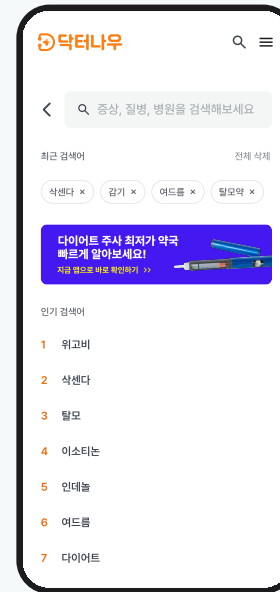 닥터나우
증상, 질병, 병원을 검색해보세요
최근 검색어 전체 삭제
삭센다 × 감기 × 여드름 × 탈모약 ×
다이어트 주사 최저가 약국
빠르게 알아보세요!
지금 앱으로 바로 확인하기 >>
인기 검색어
1 위고비
2 삭센다
3 탈모
4 이소티논
5 인데놀
6 여드름
7 다이어트